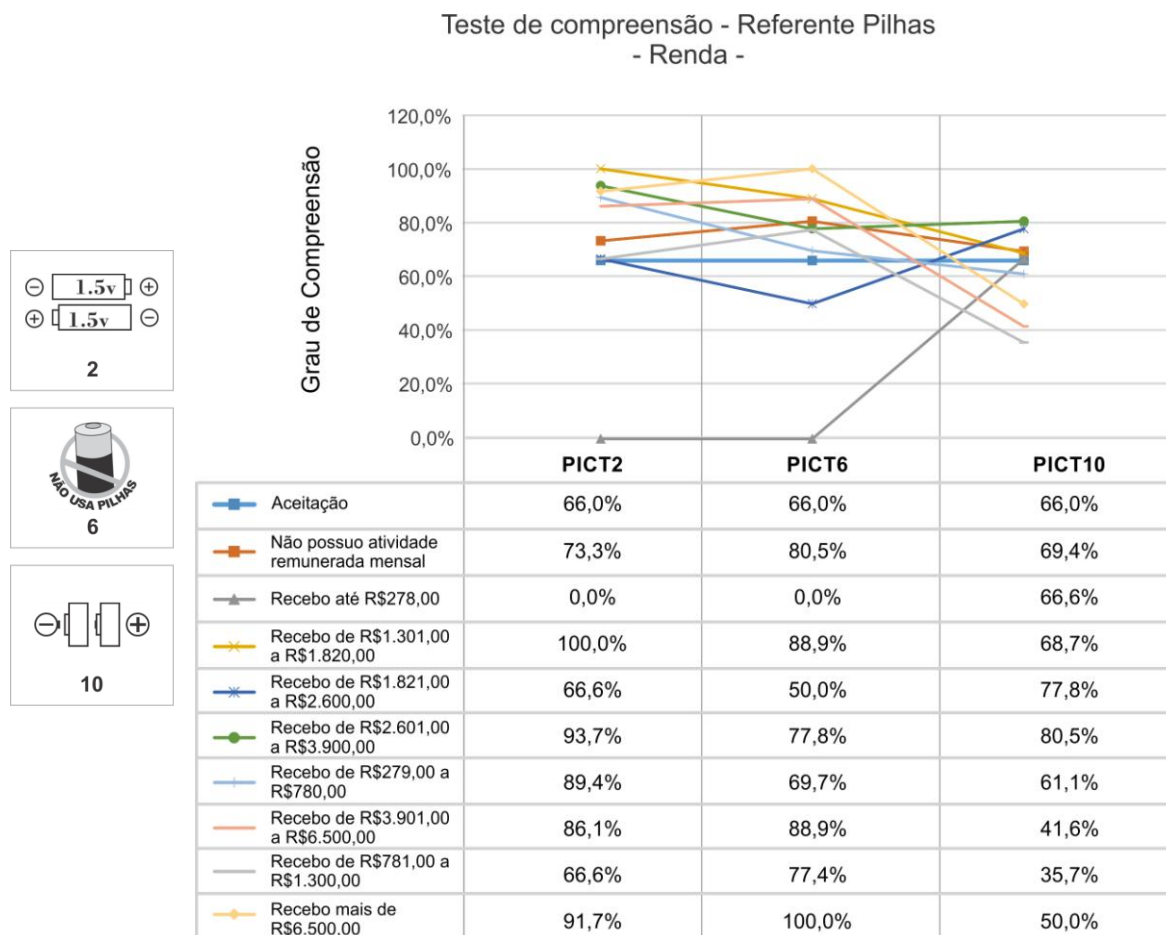 Teste de compreensão - Referente Pilhas
- Renda -
Grau de Compreensão
120,0%
100,0%
80,0%
60,0%
40,0%
20,0%
0,0%
⊖ 1.5v ⊕
⊕ 1.5v ⊖
2
NÃO USA PILHAS
6
⊖ ⊕
10
PICT2 PICT6 PICT10
Aceitação 66,0% 66,0% 66,0%
Não possuo atividade
remunerada mensal 73,3% 80,5% 69,4%
Recebo até R$278,00 0,0% 0,0% 66,6%
Recebo de R$1.301,00
a R$1.820,00 100,0% 88,9% 68,7%
Recebo de R$1.821,00
a R$2.600,00 66,6% 50,0% 77,8%
Recebo de R$2.601,00
a R$3.900,00 93,7% 77,8% 80,5%
Recebo de R$279,00 a
R$780,00 89,4% 69,7% 61,1%
Recebo de R$3.901,00
a R$6.500,00 86,1% 88,9% 41,6%
Recebo de R$781,00 a
R$1.300,00 66,6% 77,4% 35,7%
Recebo mais de
R$6.500,00 91,7% 100,0% 50,0%